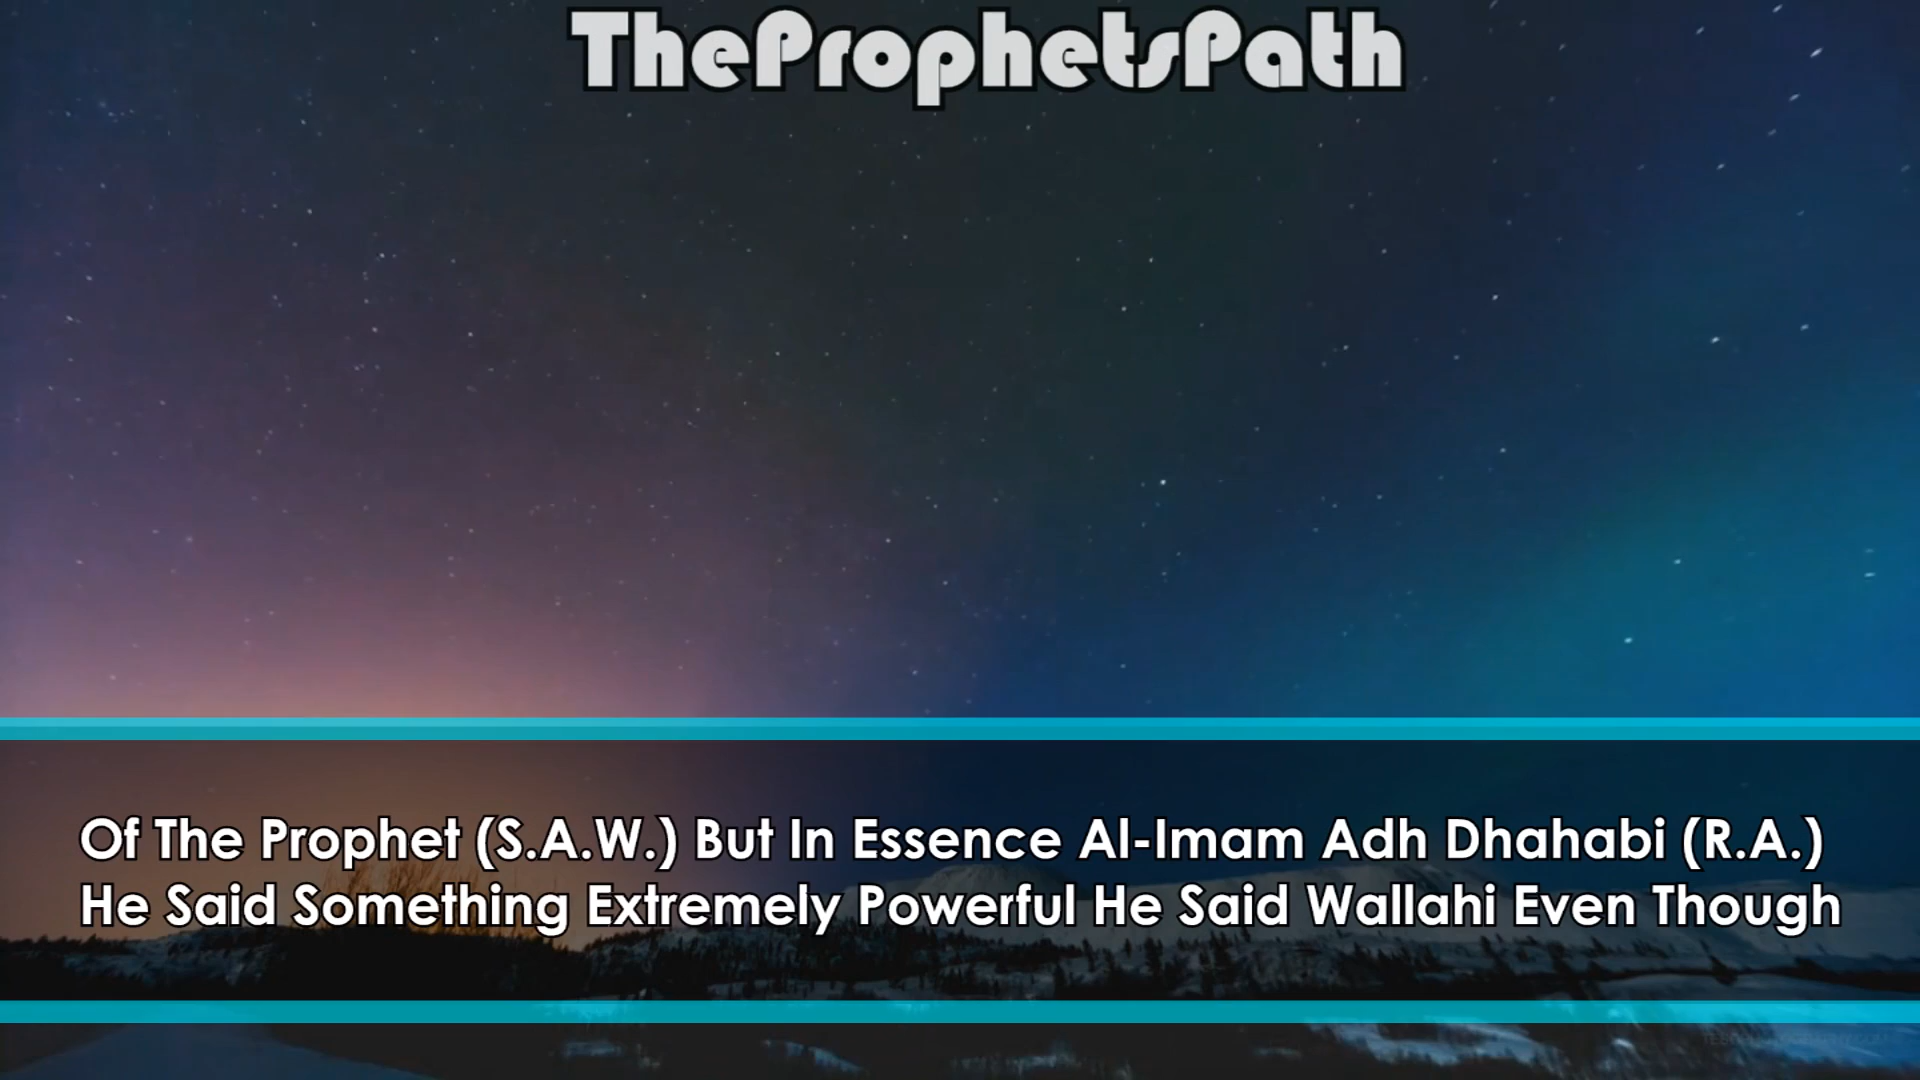 TheProphetsPath
Of The Prophet (S.A.W.) But In Essence Al-Imam Adh Dhahabi (R.A.)
He Said Something Extremely Powerful He Said Wallahi Even Though